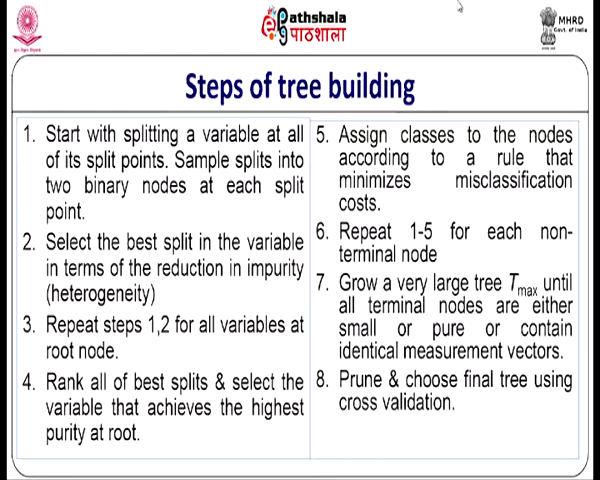 Pathshala
पाठशाला
MHRD
Govt. of India
Steps of tree building
1. Start with splitting a variable at all
of its split points. Sample splits into
two binary nodes at each split
point.
2. Select the best split in the variable
in terms of the reduction in impurity
(heterogeneity)
3. Repeat steps 1,2 for all variables at
root node.
4. Rank all of best splits & select the
variable that achieves the highest
purity at root.
5. Assign classes to the nodes
according to a rule that
minimizes misclassification
costs.
6. Repeat 1-5 for each non-
terminal node
7. Grow a very large tree Tmax until
all terminal nodes are either
small or pure or contain
identical measurement vectors.
8. Prune & choose final tree using
cross validation.